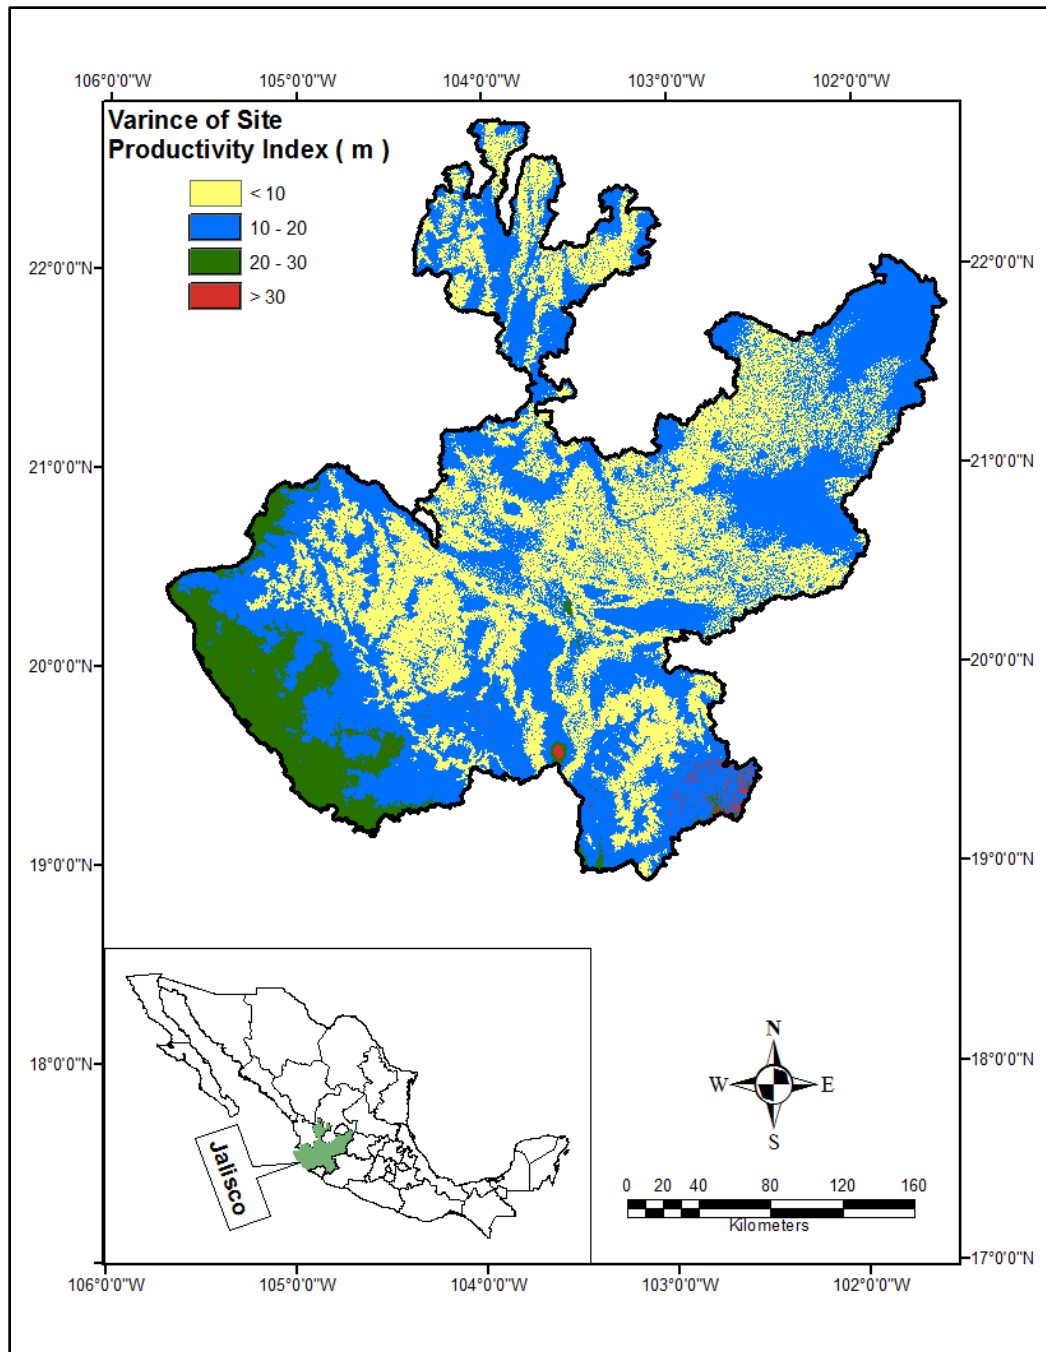 106°0'0"W 105°0'0"W 104°0'0"W 103°0'0"W 102°0'0"W
Varince of Site
Productivity Index ( m )
< 10
10 - 20
20 - 30
> 30
22°0'0"N 22°0'0"N
21°0'0"N 21°0'0"N
20°0'0"N 20°0'0"N
19°0'0"N 19°0'0"N
18°0'0"N 18°0'0"N
N
W E
S
Jalisco
0 20 40 80 120 160
Kilometers
17°0'0"N
106°0'0"W 105°0'0"W 104°0'0"W 103°0'0"W 102°0'0"W